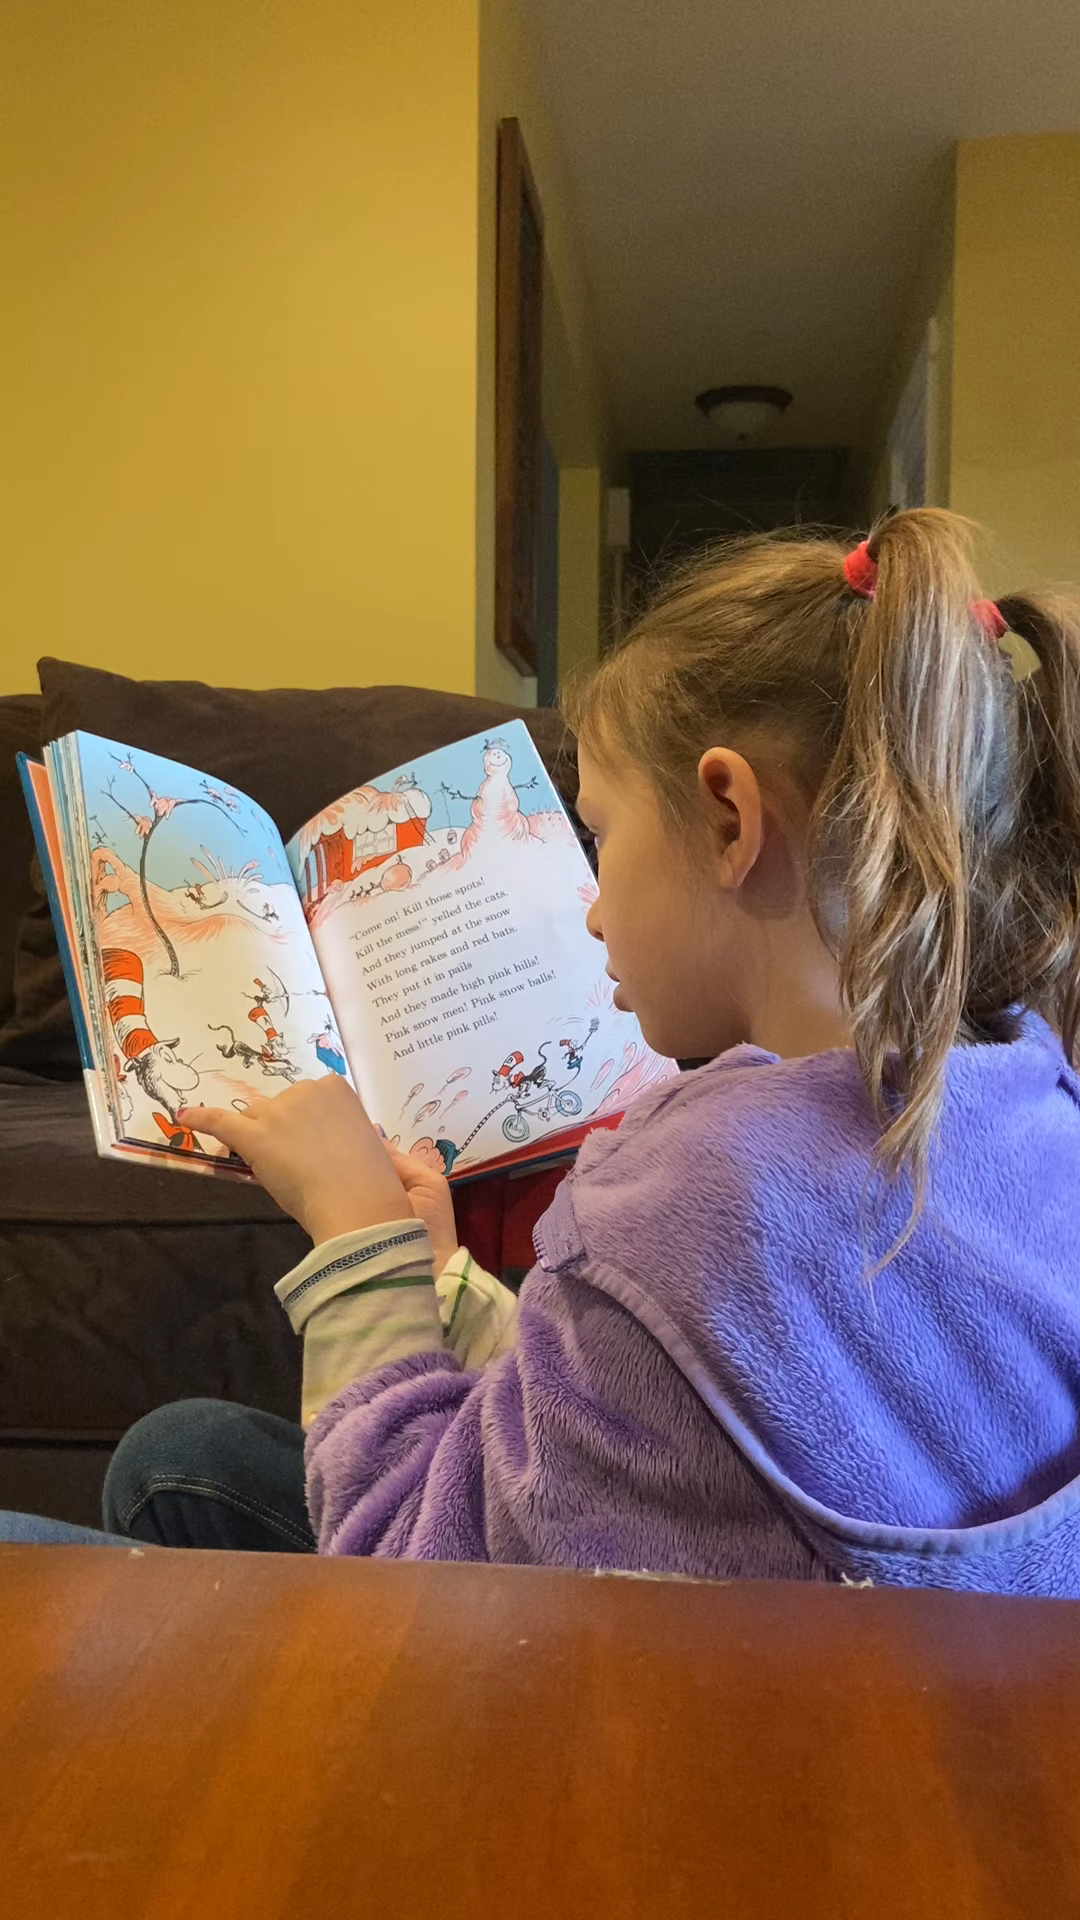 "Come on! Kill those spots!
Kill the mess!" yelled the cats.
And they jumped at the snow
With long rakes and red bats.
They put it in pails
And they made high pink hills!
Pink snow men! Pink snow balls!
And little pink pills!